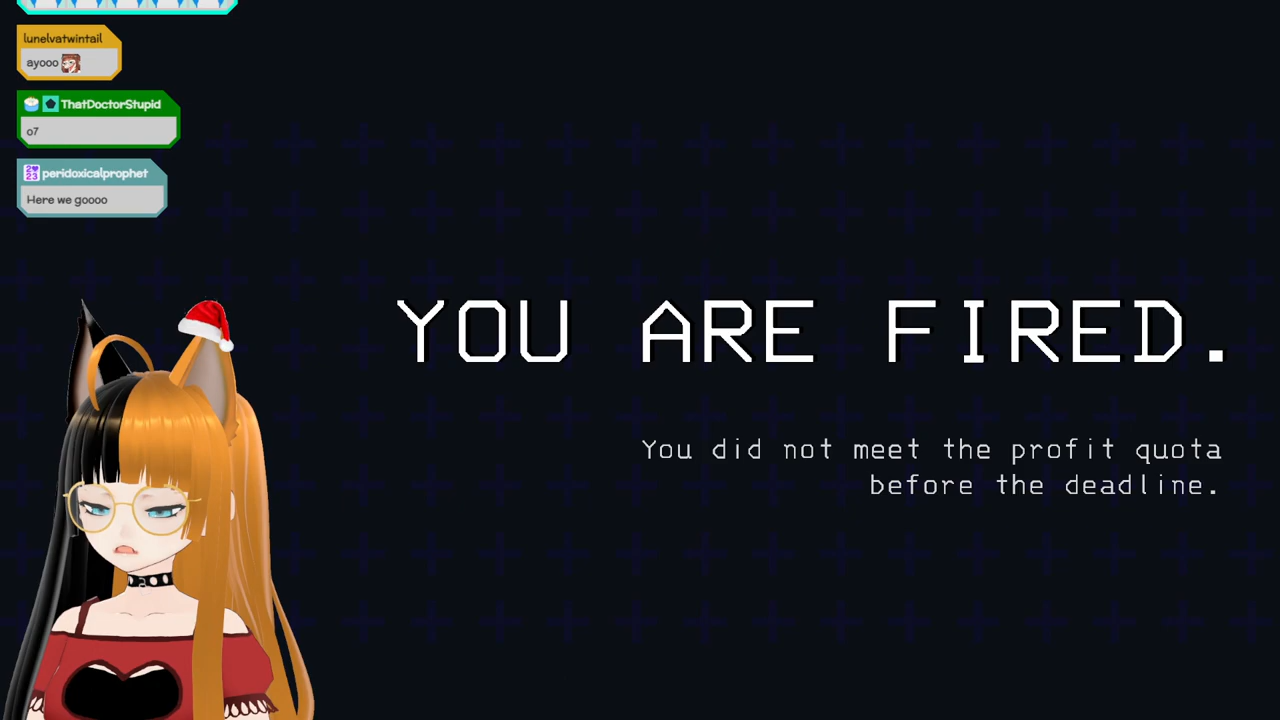 lunelvatwintail
ayooo
ThatDoctorStupid
o7
peridoxicalprophet
Here we goooo
YOU ARE FIRED.
You did not meet the profit quota
before the deadline.